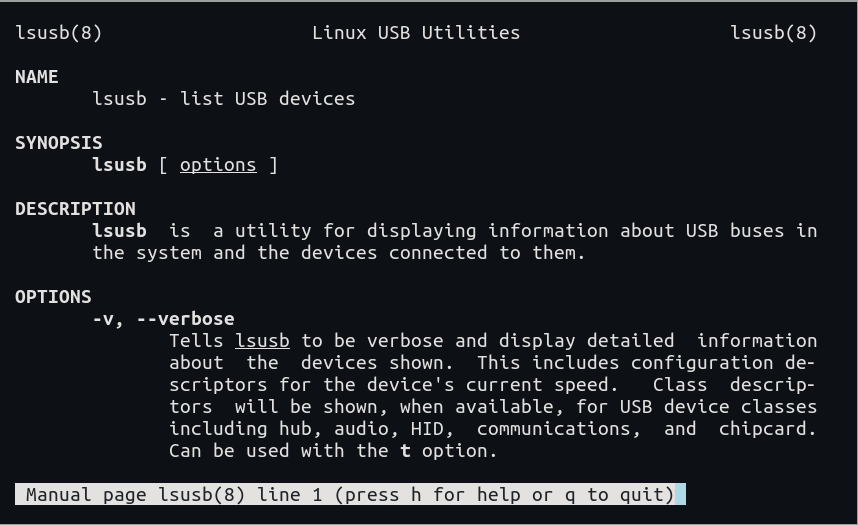 lsusb(8) Linux USB Utilities lsusb(8)
NAME
lsusb - list USB devices
SYNOPSIS
lsusb [ options ]
DESCRIPTION
lsusb is a utility for displaying information about USB buses in
the system and the devices connected to them.
OPTIONS
-v, --verbose
Tells lsusb to be verbose and display detailed information
about the devices shown. This includes configuration de-
scriptors for the device's current speed. Class descrip-
tors will be shown, when available, for USB device classes
including hub, audio, HID, communications, and chipcard.
Can be used with the t option.
Manual page lsusb(8) line 1 (press h for help or q to quit)